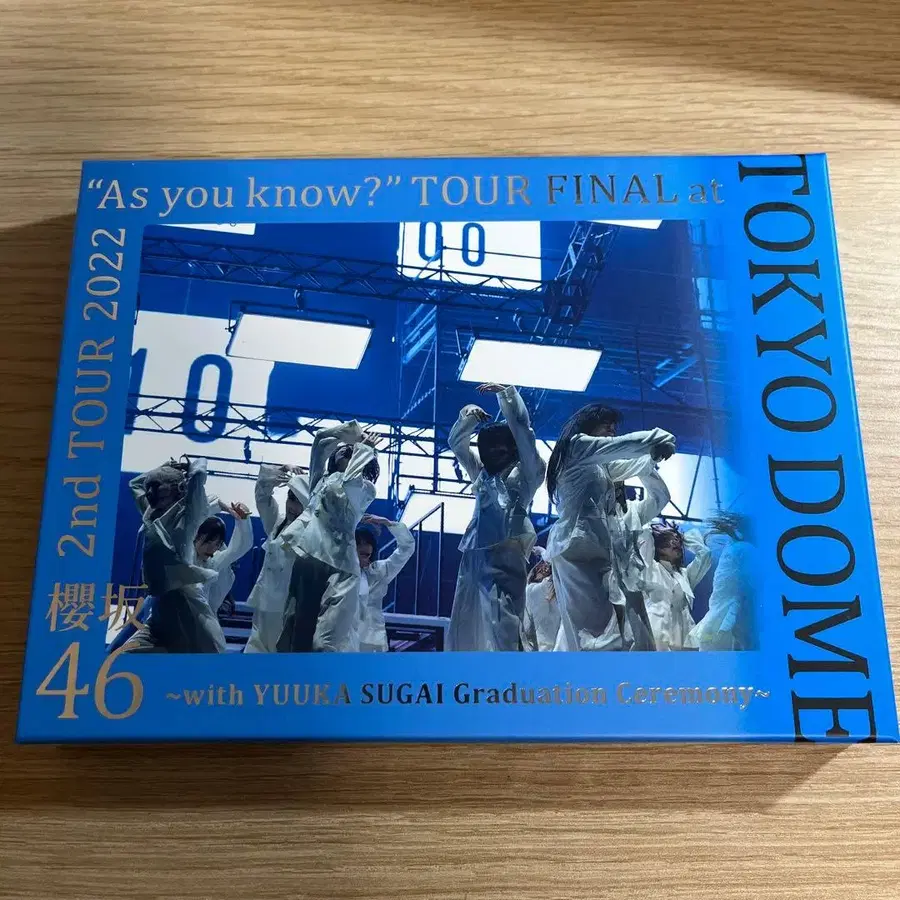 "As you know?" TOUR FINAL at
TOKYO DOME
2nd TOUR 2022
櫻坂
46
~with YUUKA SUGAI Graduation Ceremony~
00
10